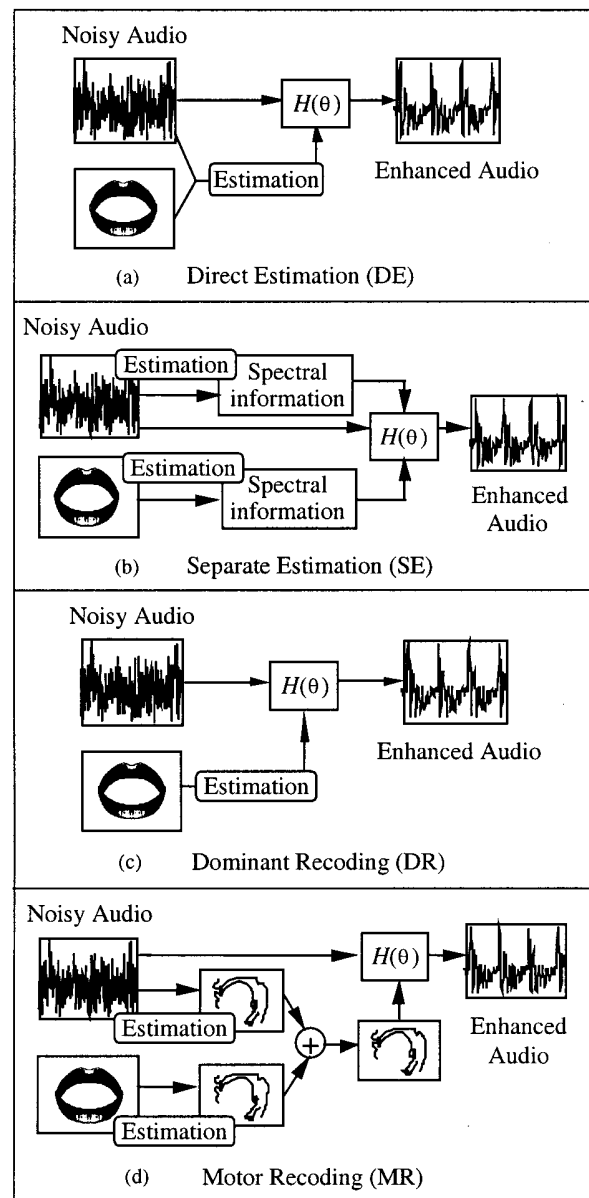 Noisy Audio
H(θ)
Estimation
Enhanced Audio
(a) Direct Estimation (DE)
Noisy Audio
Estimation
Spectral
information
H(θ)
Estimation
Spectral
information
Enhanced
Audio
(b) Separate Estimation (SE)
Noisy Audio
H(θ)
Enhanced Audio
Estimation
(c) Dominant Recoding (DR)
Noisy Audio
H(θ)
Estimation
+
Enhanced
Audio
Estimation
(d) Motor Recoding (MR)